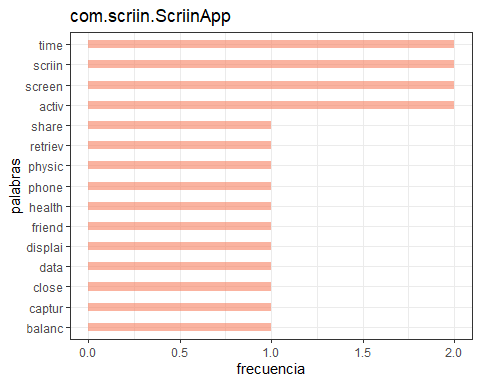 com.scriin.ScriinApp
time
scriin
screen
activ
share
retriev
physic
phone
health
friend
displai
data
close
captur
balanc
palabras
0.0 0.5 1.0 1.5 2.0
frecuencia